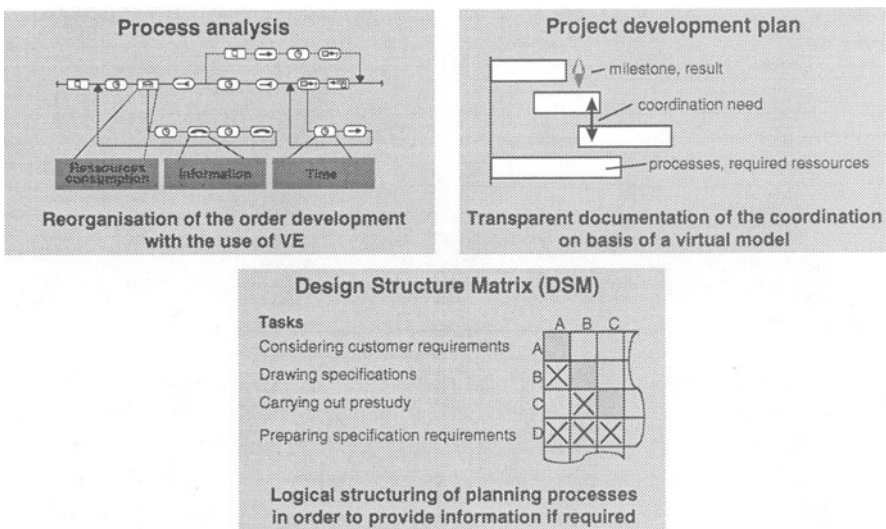 Process analysis
Ressources
consumption
Information
Time
Reorganisation of the order development
with the use of VE
Project development plan
milestone, result
coordination need
processes, required ressources
Transparent documentation of the coordination
on basis of a virtual model
Design Structure Matrix (DSM)
Tasks
A B C
Considering customer requirements A
Drawing specifications B
Carrying out prestudy C
Preparing specification requirements D
Logical structuring of planning processes
in order to provide information if required